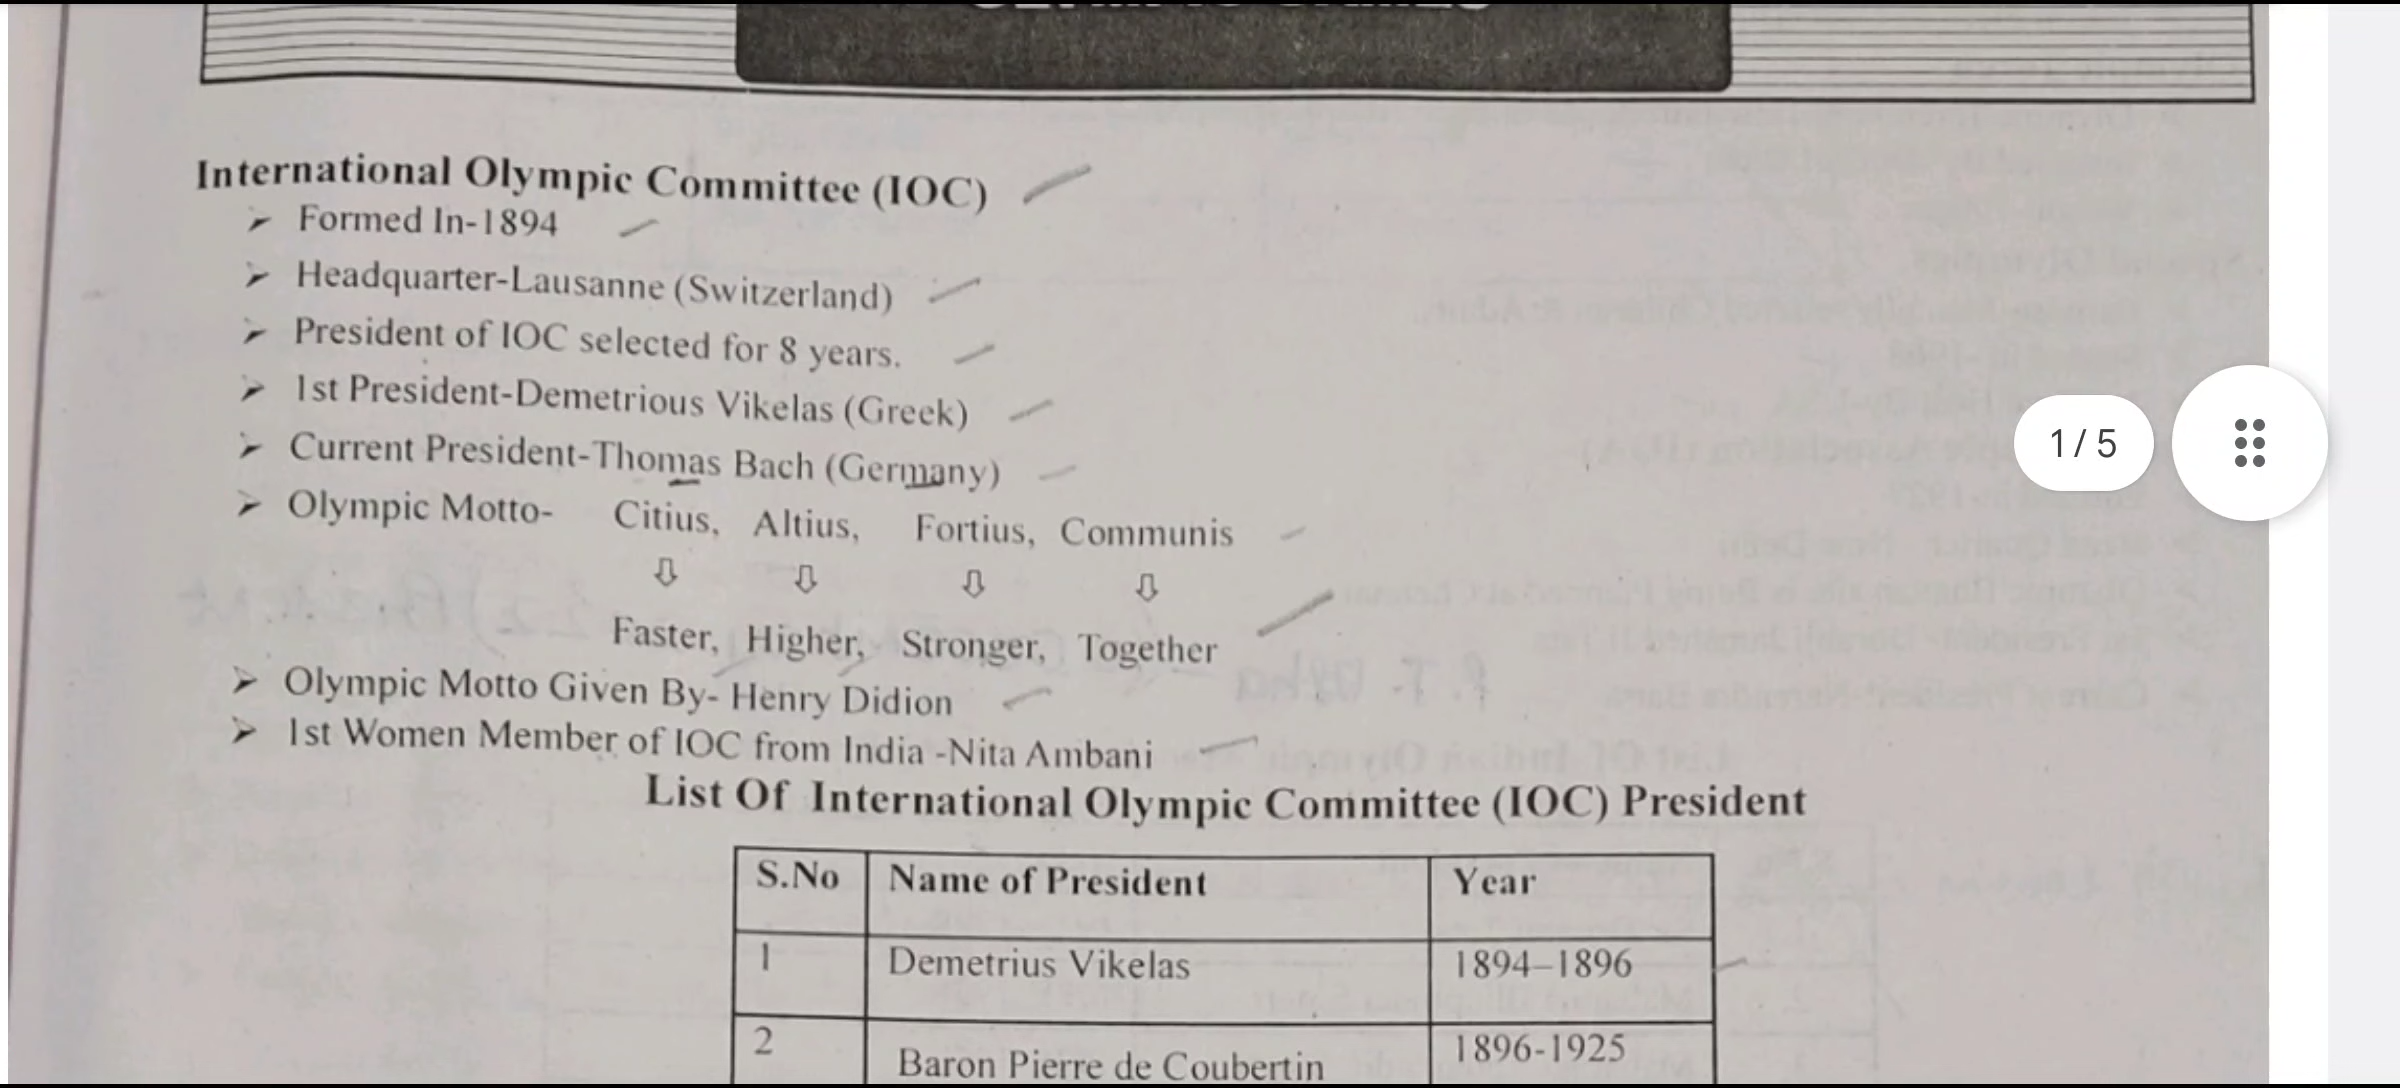 International Olympic Committee (IOC)
➢ Formed In-1894
➢ Headquarter-Lausanne (Switzerland)
➢ President of IOC selected for 8 years.
➢ 1st President-Demetrious Vikelas (Greek)
➢ Current President-Thomas Bach (Germany)
➢ Olympic Motto- Citius, Altius, Fortius, Communis
⇩ ⇩ ⇩ ⇩
Faster, Higher, Stronger, Together
➢ Olympic Motto Given By- Henry Didion
➢ 1st Women Member of IOC from India -Nita Ambani
List Of International Olympic Committee (IOC) President
S.No Name of President Year
1 Demetrius Vikelas 1894–1896
2 Baron Pierre de Coubertin 1896-1925
1 / 5